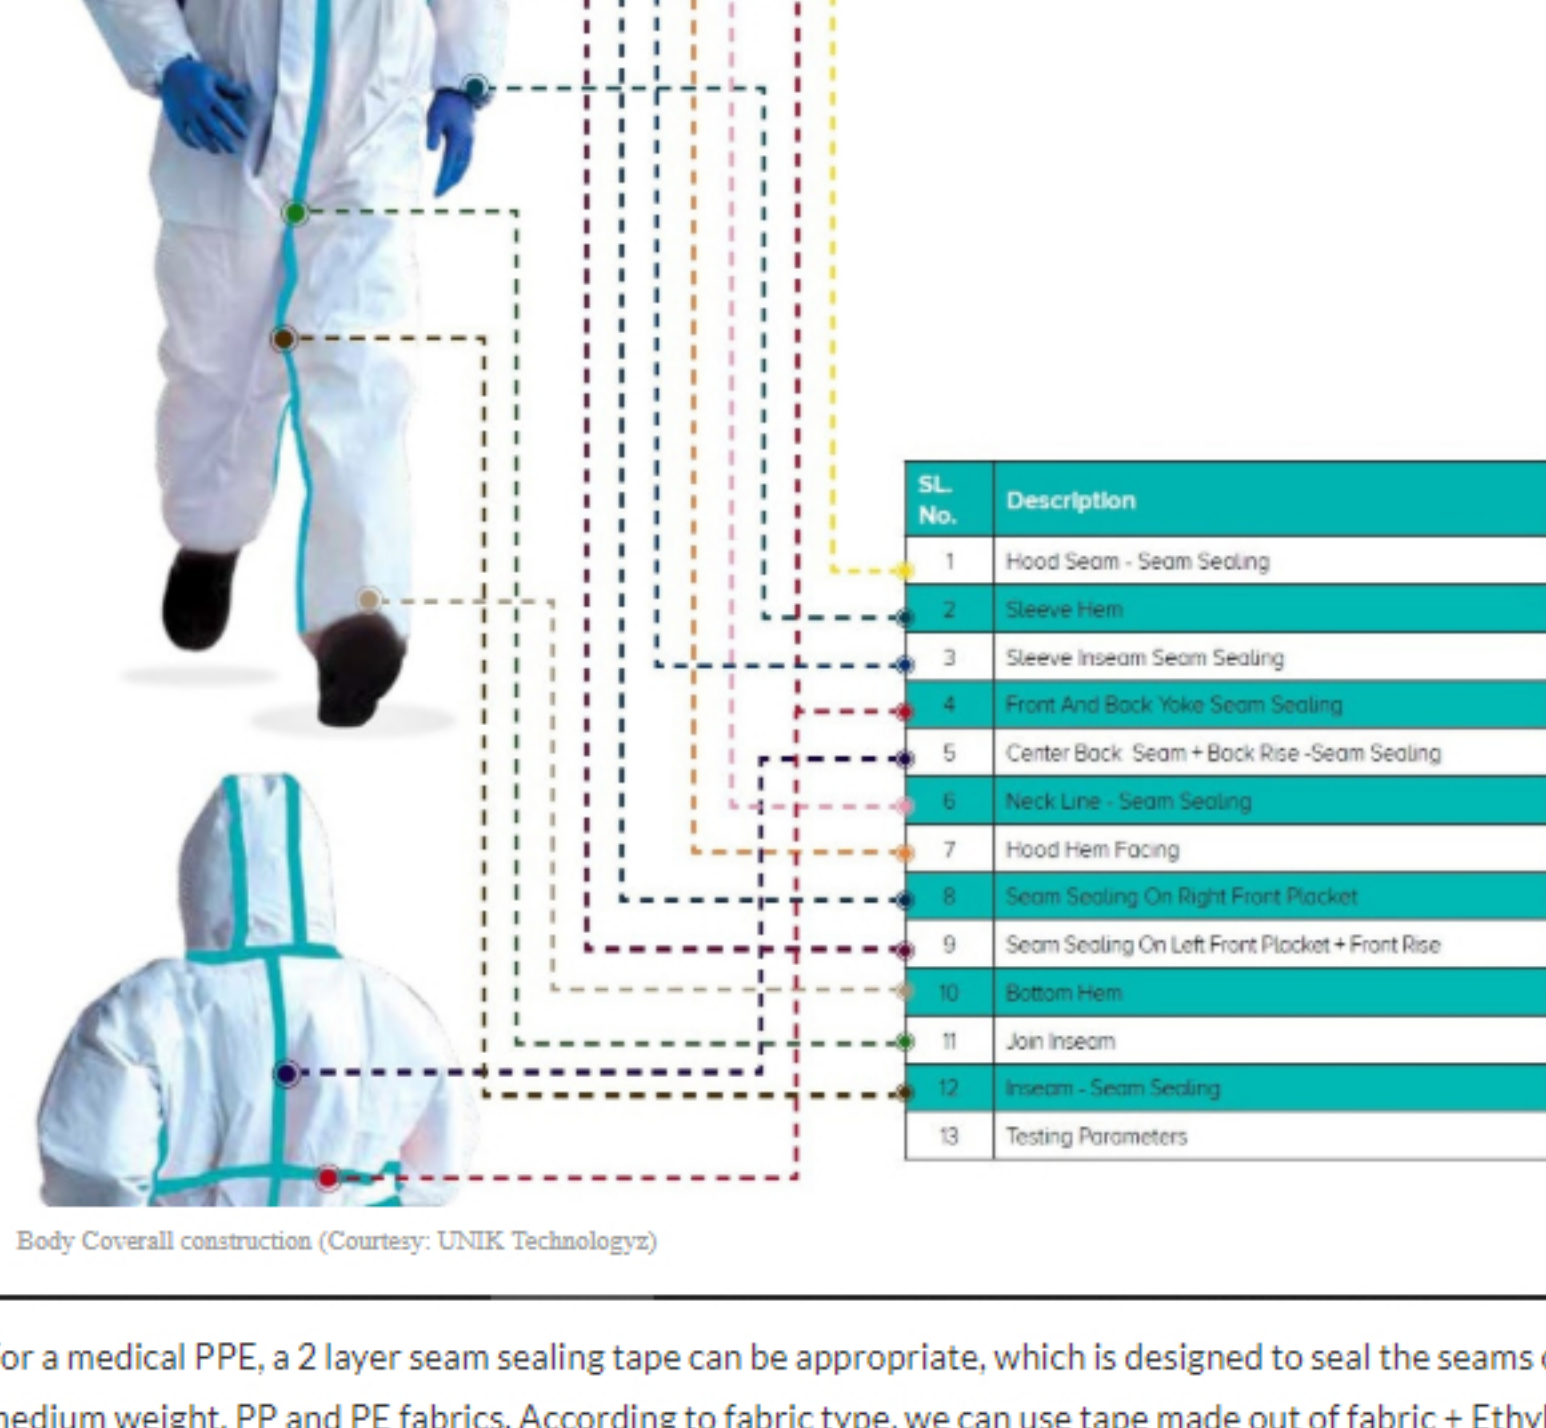 SL. No. Description
1 Hood Seam - Seam Sealing
2 Sleeve Hem
3 Sleeve Inseam Seam Sealing
4 Front And Back Yoke Seam Sealing
5 Center Back Seam + Back Rise -Seam Sealing
6 Neck Line - Seam Sealing
7 Hood Hem Facing
8 Seam Sealing On Right Front Placket
9 Seam Sealing On Left Front Placket + Front Rise
10 Bottom Hem
11 Join Inseam
12 Inseam - Seam Sealing
13 Testing Parameters
Body Coverall construction (Courtesy: UNIK Technologyz)
or a medical PPE, a 2 layer seam sealing tape can be appropriate, which is designed to seal the seams
medium weight, PP and PE fabrics. According to fabric type, we can use tape made out of fabric +